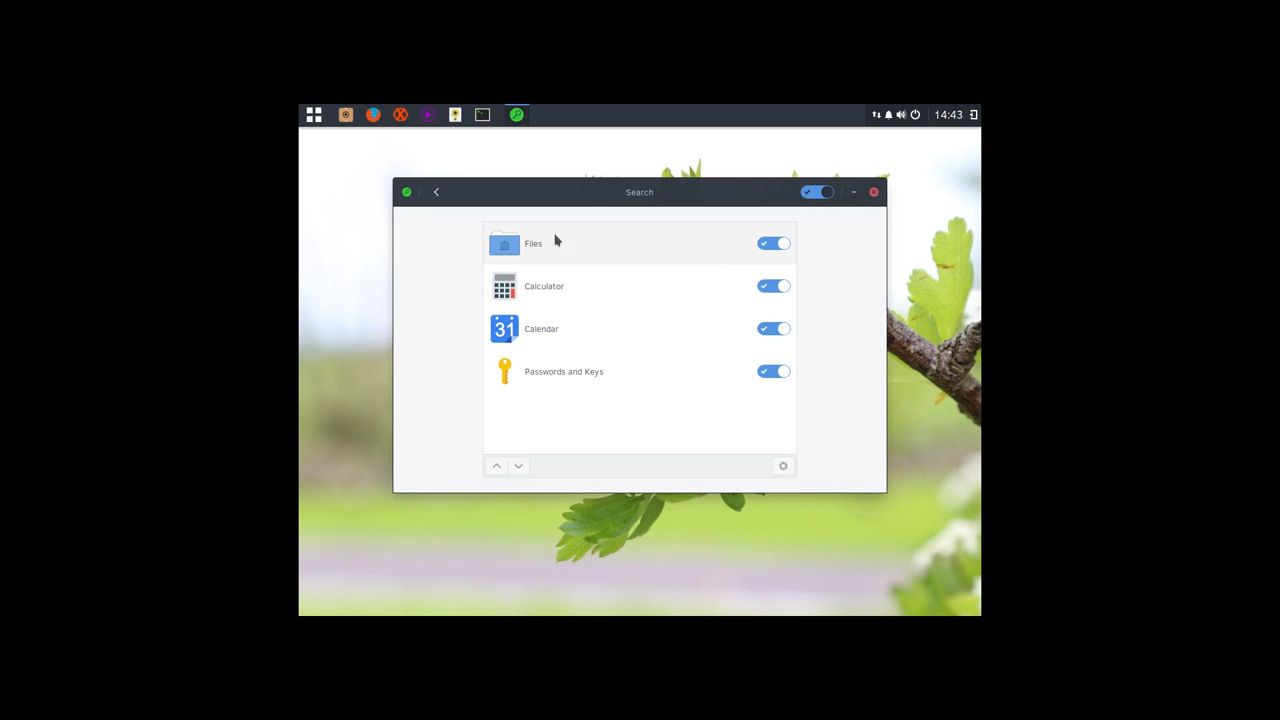 14:43
Search
Files
Calculator
31 Calendar
Passwords and Keys